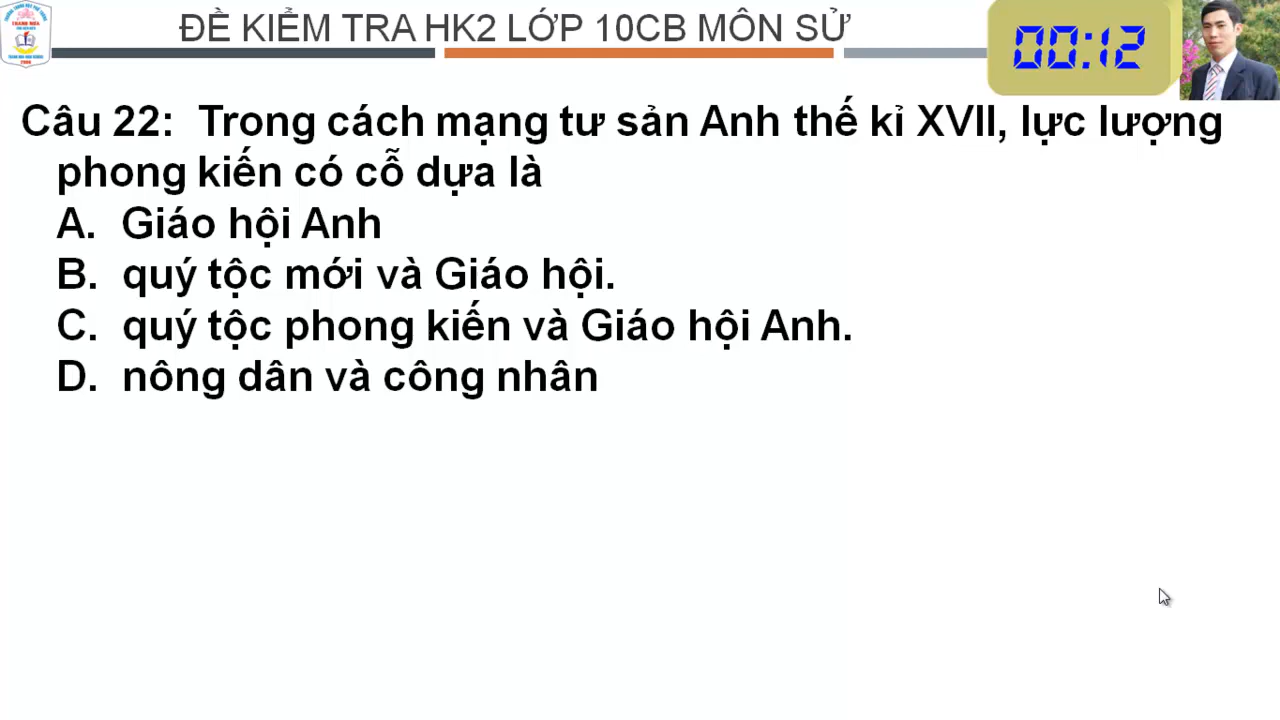 ĐỀ KIỂM TRA HK2 LỚP 10CB MÔN SỬ
00:12
THANH HÓA
Câu 22: Trong cách mạng tư sản Anh thế kỉ XVII, lực lượng
phong kiến có cỗ dựa là
A. Giáo hội Anh
B. quý tộc mới và Giáo hội.
C. quý tộc phong kiến và Giáo hội Anh.
D. nông dân và công nhân